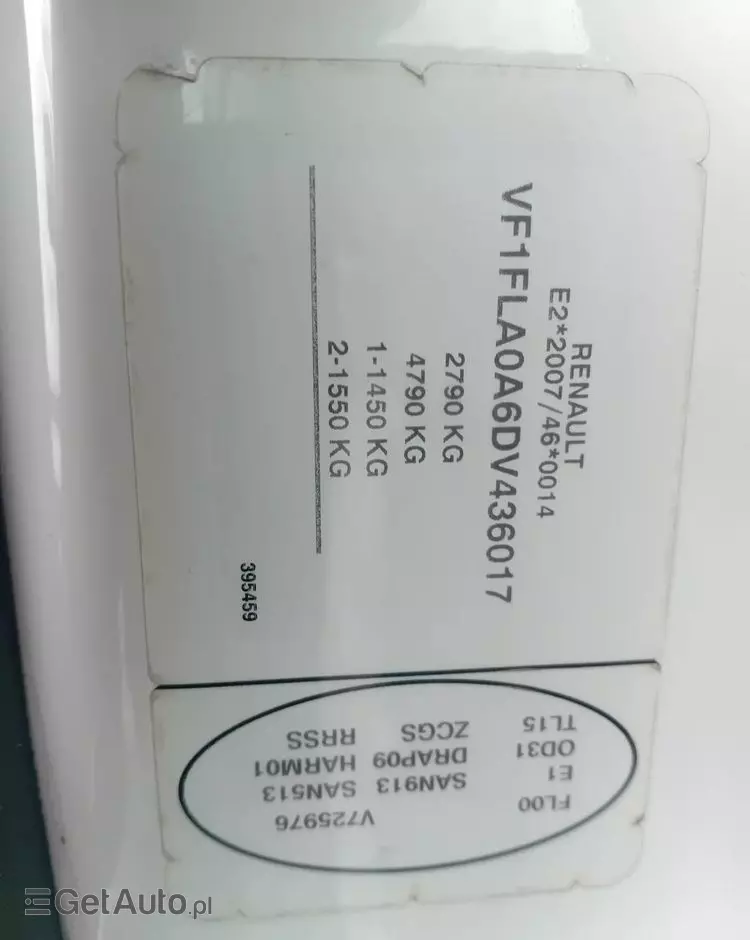 RENAULT
E2*2007/46*0014
VF1FLA0A6DV436017
2790 KG
4790 KG
1-1450 KG
2-1550 KG
395459
FL00
E1
OD31
TL15
SAN913
DRAP09
ZCGS
V725976
SAN513
HARM01
RRSS
GetAuto.pl